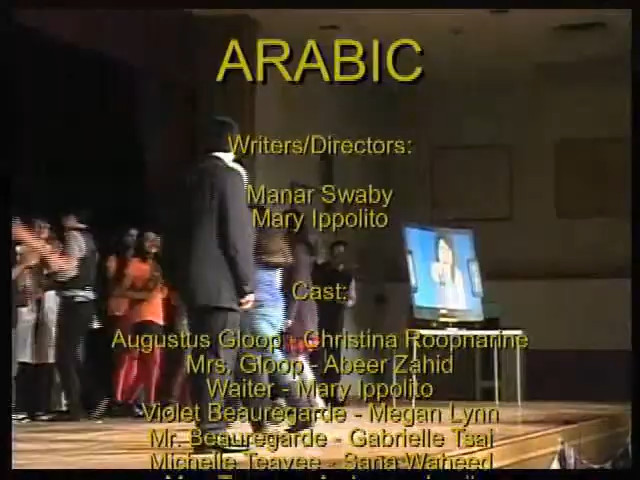 ARABIC
Writers/Directors:
Manar Swaby
Mary Ippolito
Cast:
Augustus Gloop - Christina Roopnarine
Mrs. Gloop - Abeer Zahid
Waiter - Mary Ippolito
Violet Beauregarde - Megan Lynn
Mr. Beauregarde - Gabrielle Tsai
Michelle Teavee - Sana Waheed